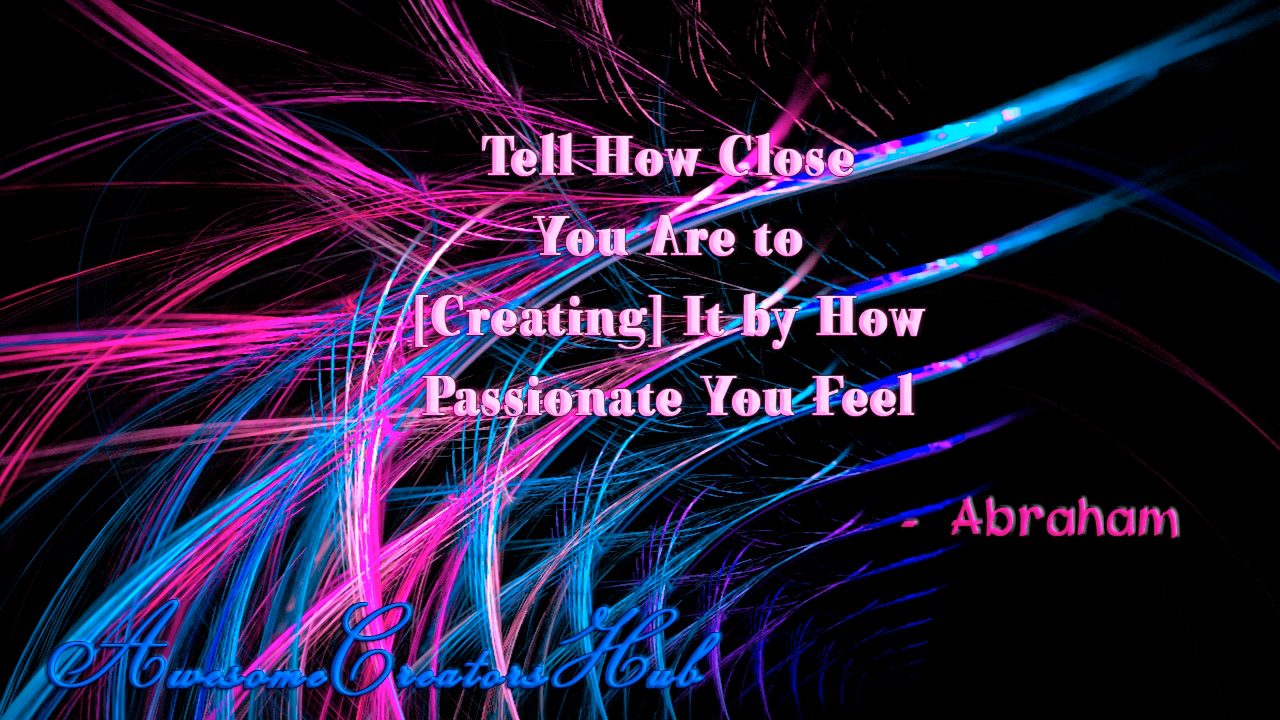 Tell How Close
You Are to
[Creating] It by How
Passionate You Feel
- Abraham
AwesomeCreatorsHub